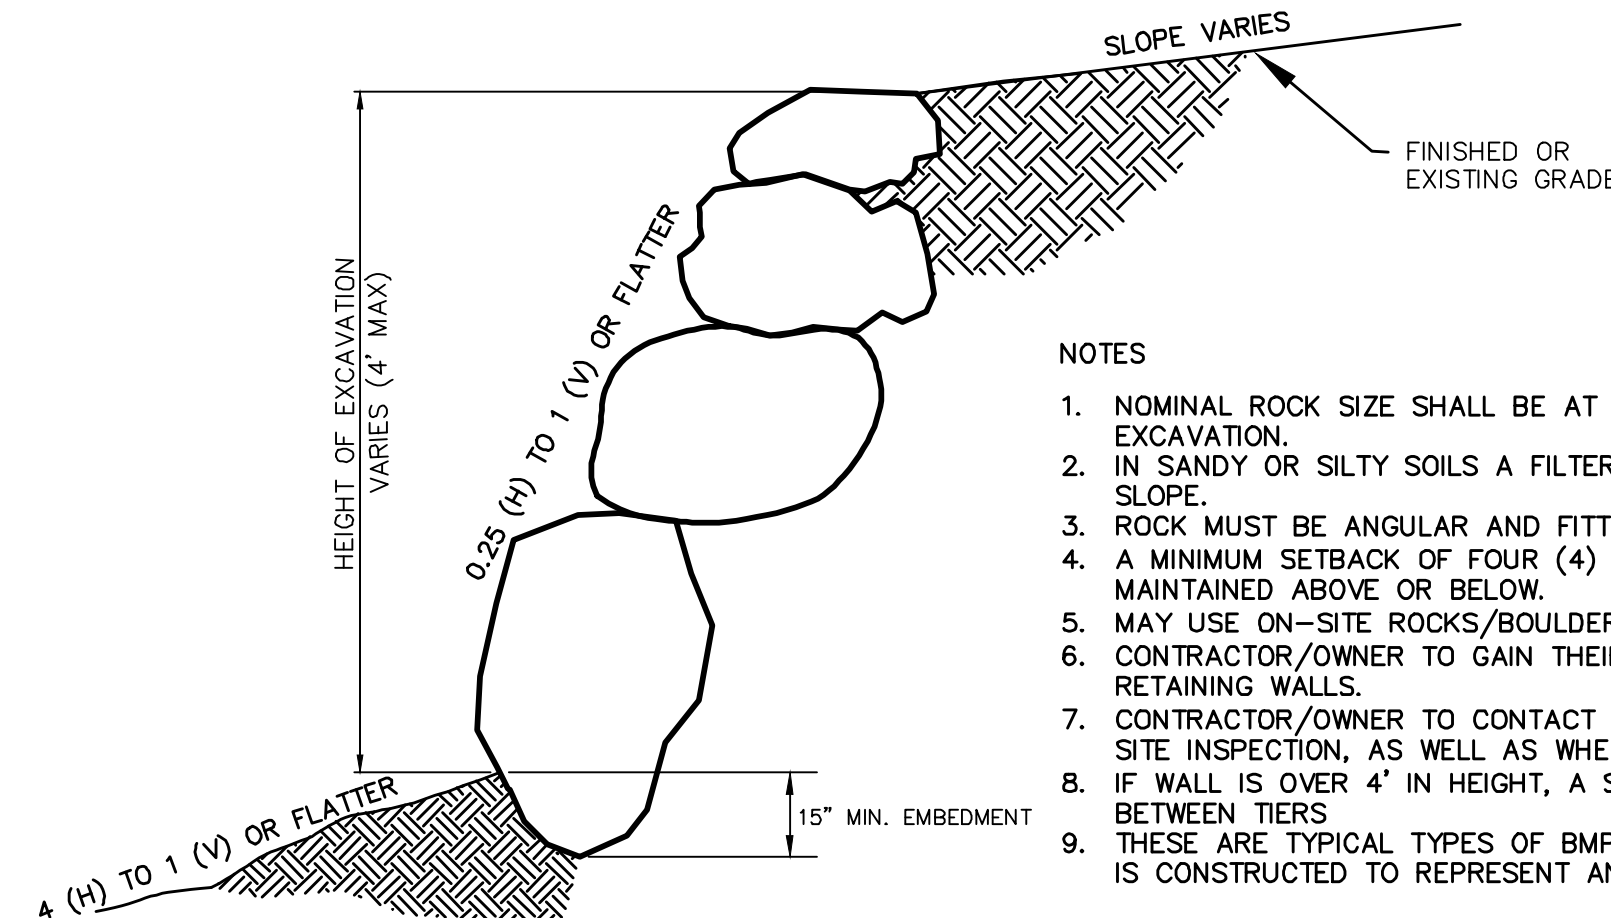 SLOPE VARIES
FINISHED OR
EXISTING GRADE
HEIGHT OF EXCAVATION
VARIES (4' MAX)
0.25 (H) TO 1 (V) OR FLATTER
4 (H) TO 1 (V) OR FLATTER
15" MIN. EMBEDMENT
NOTES
1. NOMINAL ROCK SIZE SHALL BE AT
EXCAVATION.
2. IN SANDY OR SILTY SOILS A FILTER
SLOPE.
3. ROCK MUST BE ANGULAR AND FITT
4. A MINIMUM SETBACK OF FOUR (4)
MAINTAINED ABOVE OR BELOW.
5. MAY USE ON-SITE ROCKS/BOULDER
6. CONTRACTOR/OWNER TO GAIN THEI
RETAINING WALLS.
7. CONTRACTOR/OWNER TO CONTACT
SITE INSPECTION, AS WELL AS WHE
8. IF WALL IS OVER 4' IN HEIGHT, A S
BETWEEN TIERS
9. THESE ARE TYPICAL TYPES OF BMP
IS CONSTRUCTED TO REPRESENT AN